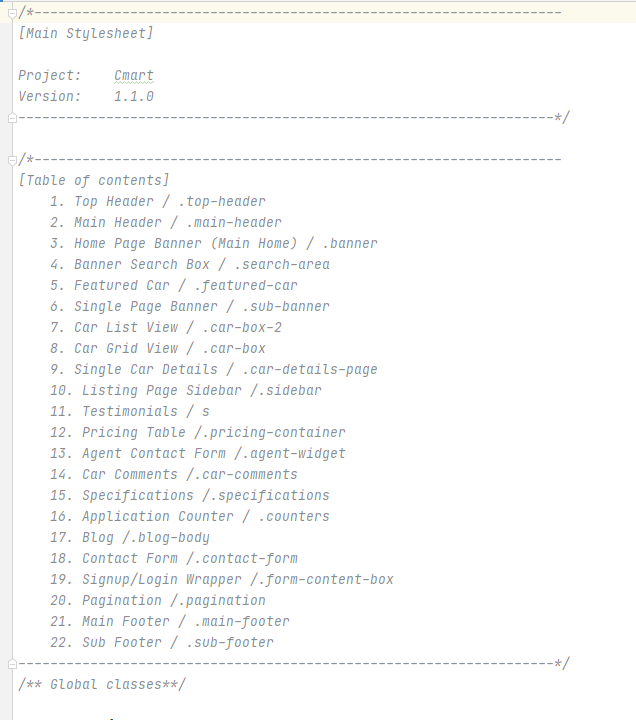 /*------------------------------------------------------------------
[Main Stylesheet]
Project:    Cmart
Version:    1.1.0
-------------------------------------------------------------------*/
/*------------------------------------------------------------------
[Table of contents]
    1. Top Header / .top-header
    2. Main Header / .main-header
    3. Home Page Banner (Main Home) / .banner
    4. Banner Search Box / .search-area
    5. Featured Car / .featured-car
    6. Single Page Banner / .sub-banner
    7. Car List View / .car-box-2
    8. Car Grid View / .car-box
    9. Single Car Details / .car-details-page
    10. Listing Page Sidebar /.sidebar
    11. Testimonials / s
    12. Pricing Table /.pricing-container
    13. Agent Contact Form /.agent-widget
    14. Car Comments /.car-comments
    15. Specifications /.specifications
    16. Application Counter / .counters
    17. Blog /.blog-body
    18. Contact Form /.contact-form
    19. Signup/Login Wrapper /.form-content-box
    20. Pagination /.pagination
    21. Main Footer / .main-footer
    22. Sub Footer / .sub-footer
-------------------------------------------------------------------*/
/** Global classes**/